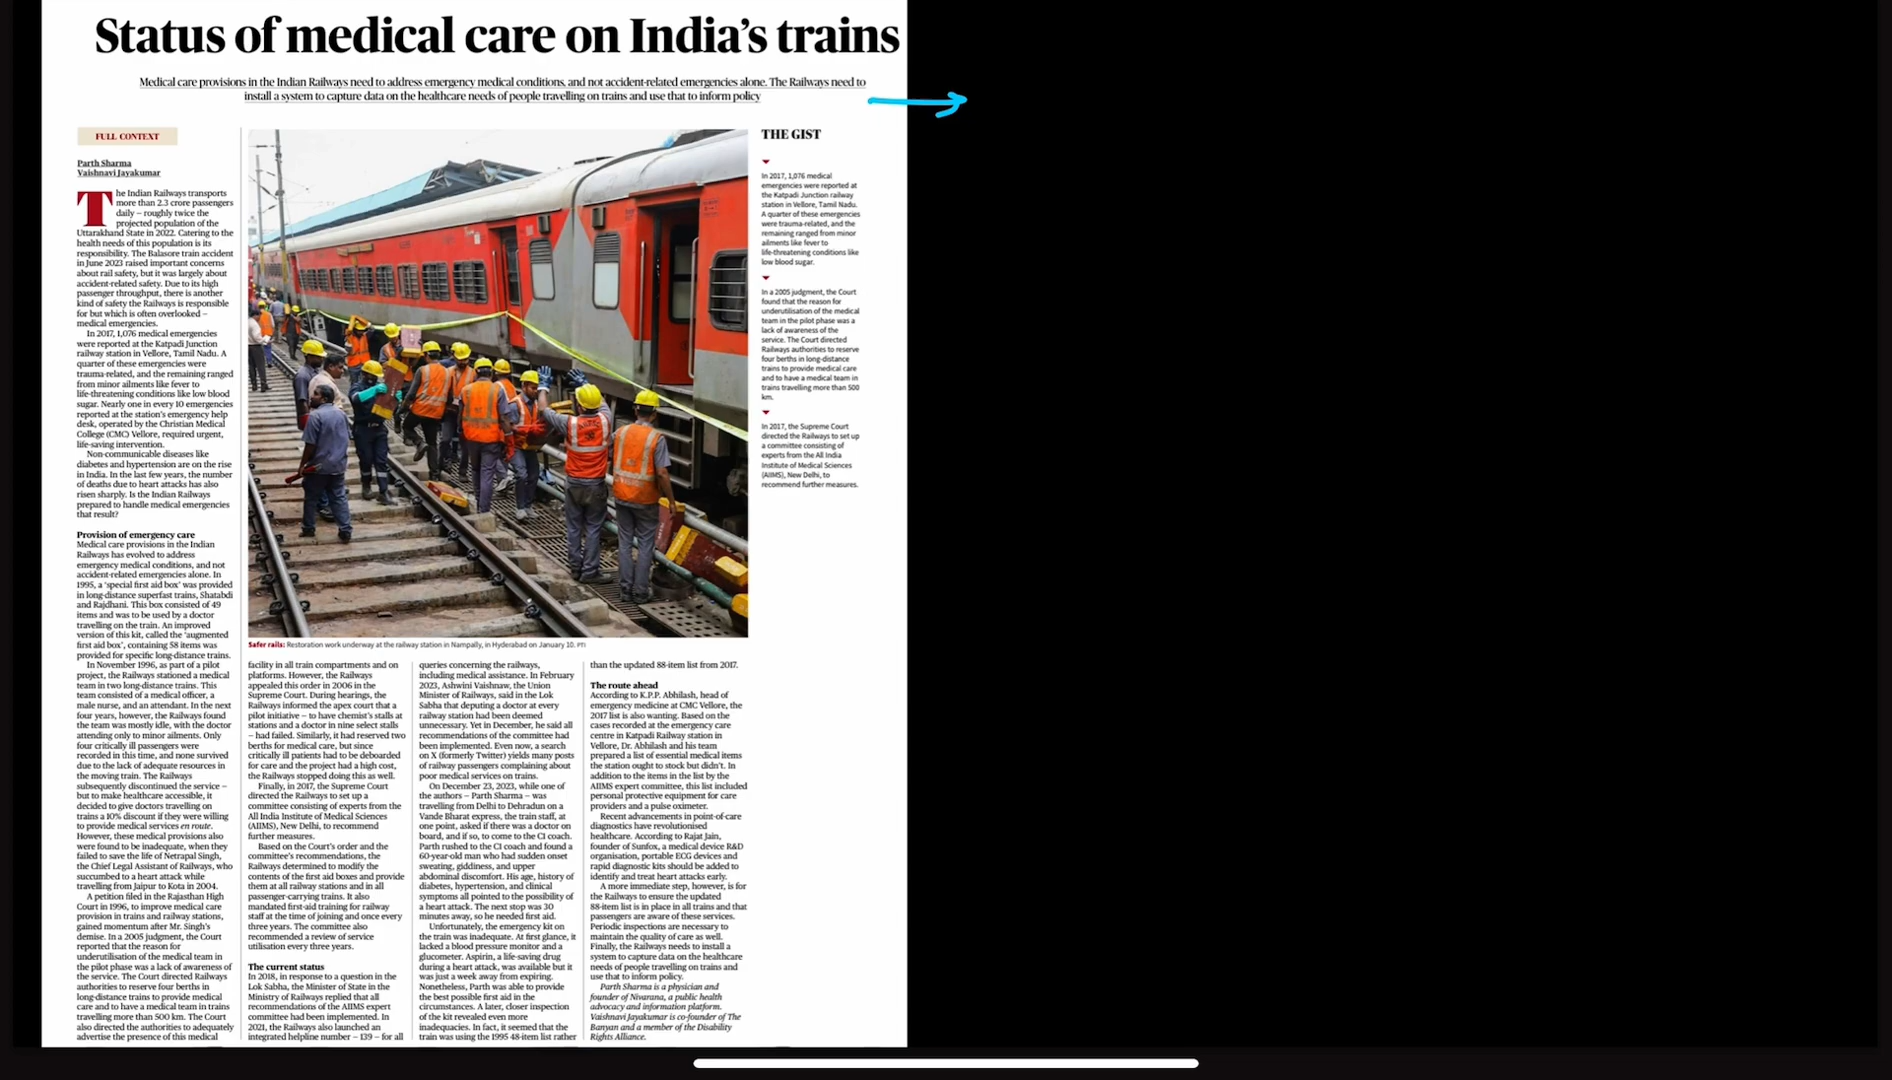 Status of medical care on India's trains
Medical care provisions in the Indian Railways need to address emergency medical conditions, and not accident-related emergencies alone. The Railways need to
install a system to capture data on the healthcare needs of people travelling on trains and use that to inform policy
FULL CONTEXT
Parth Sharma
Vaishnavi Jayakumar
The Indian Railways transports
more than 2.3 crore passengers
daily – roughly twice the
projected population of the
Uttarakhand State in 2022. Catering to the
health needs of this population is its
responsibility. The Balasore train accident
in June 2023 raised important concerns
about rail safety, but it was largely about
accident-related safety. Due to its high
passenger throughput, there is another
kind of safety the Railways is responsible
for but which is often overlooked –
medical emergencies.
In 2017, 1,076 medical emergencies
were reported at the Katpadi Junction
railway station in Vellore, Tamil Nadu. A
quarter of these emergencies were
trauma-related, and the remaining ranged
from minor ailments like fever to
life-threatening conditions like low blood
sugar. Nearly one in every 10 emergencies
reported at the station's emergency help
desk, operated by the Christian Medical
College (CMC) Vellore, required urgent,
life-saving intervention.
Non-communicable diseases like
diabetes and hypertension are on the rise
in India. In the last few years, the number
of deaths due to heart attacks has also
risen sharply. Is the Indian Railways
prepared to handle medical emergencies
that result?
Provision of emergency care
Medical care provisions in the Indian
Railways has evolved to address
emergency medical conditions, and not
accident-related emergencies alone. In
1995, a 'special first aid box' was provided
in long-distance superfast trains, Shatabdi
and Rajdhani. This box consisted of 49
items and was to be used by a doctor
travelling on the train. An improved
version of this kit, called the 'augmented
first aid box', containing 58 items was
provided for specific long-distance trains.
In November 1996, as part of a pilot
project, the Railways stationed a medical
team in two long-distance trains. This
team consisted of a medical officer, a
male nurse, and an attendant. In the next
four years, however, the Railways found
the team was mostly idle, with the doctor
attending only to minor ailments. Only
four critically ill passengers were
recorded in this time, and none survived
due to the lack of adequate resources in
the moving train. The Railways
subsequently discontinued the service –
but to make healthcare accessible, it
decided to give doctors travelling on
trains a 10% discount if they were willing
to provide medical services en route.
However, these medical provisions also
were found to be inadequate, when they
failed to save the life of Netrapal Singh,
the Chief Legal Assistant of Railways, who
succumbed to a heart attack while
travelling from Jaipur to Kota in 2004.
A petition filed in the Rajasthan High
Court in 1996, to improve medical care
provision in trains and railway stations,
gained momentum after Mr. Singh's
demise. In a 2005 judgment, the Court
reported that the reason for
underutilisation of the medical team in
the pilot phase was a lack of awareness of
the service. The Court directed Railways
authorities to reserve four berths in
long-distance trains to provide medical
care and to have a medical team in trains
travelling more than 500 km. The Court
also directed the authorities to adequately
advertise the presence of this medical
Safer rails: Restoration work underway at the railway station in Nampally, in Hyderabad on January 10. PTI
facility in all train compartments and on
platforms. However, the Railways
appealed this order in 2006 in the
Supreme Court. During hearings, the
Railways informed the apex court that a
pilot initiative – to have chemist's stalls at
stations and a doctor in nine select stalls
– had failed. Similarly, it had reserved two
berths for medical care, but since
critically ill patients had to be deboarded
for care and the project had a high cost,
the Railways stopped doing this as well.
Finally, in 2017, the Supreme Court
directed the Railways to set up a
committee consisting of experts from the
All India Institute of Medical Sciences
(AIIMS), New Delhi, to recommend
further measures.
Based on the Court's order and the
committee's recommendations, the
Railways determined to modify the
contents of the first aid boxes and provide
them at all railway stations and in all
passenger-carrying trains. It also
mandated first-aid training for railway
staff at the time of joining and once every
three years. The committee also
recommended a review of service
utilisation every three years.
The current status
In 2018, in response to a question in the
Lok Sabha, the Minister of State in the
Ministry of Railways replied that all
recommendations of the AIIMS expert
committee had been implemented. In
2021, the Railways also launched an
integrated helpline number – 139 – for all
queries concerning the railways,
including medical assistance. In February
2023, Ashwini Vaishnaw, the Union
Minister of Railways, said in the Lok
Sabha that deputing a doctor at every
railway station had been deemed
unnecessary. Yet in December, he said all
recommendations of the committee had
been implemented. Even now, a search
on X (formerly Twitter) yields many posts
of railway passengers complaining about
poor medical services on trains.
On December 23, 2023, while one of
the authors – Parth Sharma – was
travelling from Delhi to Dehradun on a
Vande Bharat express, the train staff, at
one point, asked if there was a doctor on
board, and if so, to come to the C1 coach.
Parth rushed to the C1 coach and found a
60-year-old man who had sudden onset
sweating, giddiness, and upper
abdominal discomfort. His age, history of
diabetes, hypertension, and clinical
symptoms all pointed to the possibility of
a heart attack. The next stop was 30
minutes away, so he needed first aid.
Unfortunately, the emergency kit on
the train was inadequate. At first glance, it
lacked a blood pressure monitor and a
glucometer. Aspirin, a life-saving drug
during a heart attack, was available but it
was just a week away from expiring.
Nonetheless, Parth was able to provide
the best possible first aid in the
circumstances. A later, closer inspection
of the kit revealed even more
inadequacies. In fact, it seemed that the
train was using the 1995 48-item list rather
than the updated 88-item list from 2017.
The route ahead
According to K.P.P. Abhilash, head of
emergency medicine at CMC Vellore, the
2017 list is also wanting. Based on the
cases recorded at the emergency care
centre in Katpadi Railway station in
Vellore, Dr. Abhilash and his team
prepared a list of essential medical items
the station ought to stock but didn't. In
addition to the items in the list by the
AIIMS expert committee, this list included
personal protective equipment for care
providers and a pulse oximeter.
Recent advancements in point-of-care
diagnostics have revolutionised
healthcare. According to Rajat Jain,
founder of Sunfox, a medical device R&D
organisation, portable ECG devices and
rapid diagnostic kits should be added to
identify and treat heart attacks early.
A more immediate step, however, is for
the Railways to ensure the updated
88-item list is in place in all trains and that
passengers are aware of these services.
Periodic inspections are necessary to
maintain the quality of care as well.
Finally, the Railways needs to install a
system to capture data on the healthcare
needs of people travelling on trains and
use that to inform policy.
Parth Sharma is a physician and
founder of Nivarana, a public health
advocacy and information platform.
Vaishnavi Jayakumar is co-founder of The
Banyan and a member of the Disability
Rights Alliance.
THE GIST
In 2017, 1,076 medical
emergencies were reported at
the Katpadi Junction railway
station in Vellore, Tamil Nadu.
A quarter of these emergencies
were trauma-related, and the
remaining ranged from minor
ailments like fever to
life-threatening conditions like
low blood sugar.
In a 2005 judgment, the Court
found that the reason for
underutilisation of the medical
team in the pilot phase was a
lack of awareness of the
service. The Court directed
Railways authorities to reserve
four berths in long-distance
trains to provide medical care
and to have a medical team in
trains travelling more than 500
km.
In 2017, the Supreme Court
directed the Railways to set up
a committee consisting of
experts from the All India
Institute of Medical Sciences
(AIIMS), New Delhi, to
recommend further measures.